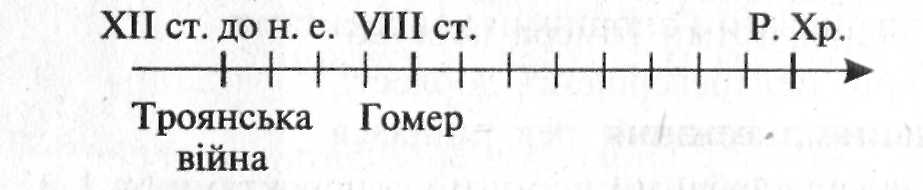 XII ст. до н. е. VIII ст. Р. Хр.
Троянська Гомер
війна